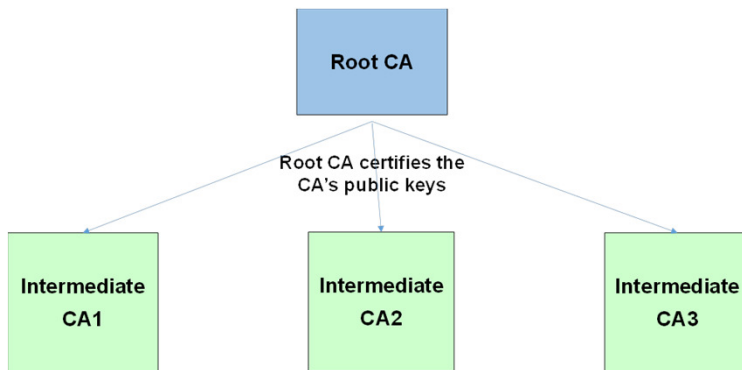 Root CA
Root CA certifies the
CA's public keys
Intermediate
CA1
Intermediate
CA2
Intermediate
CA3